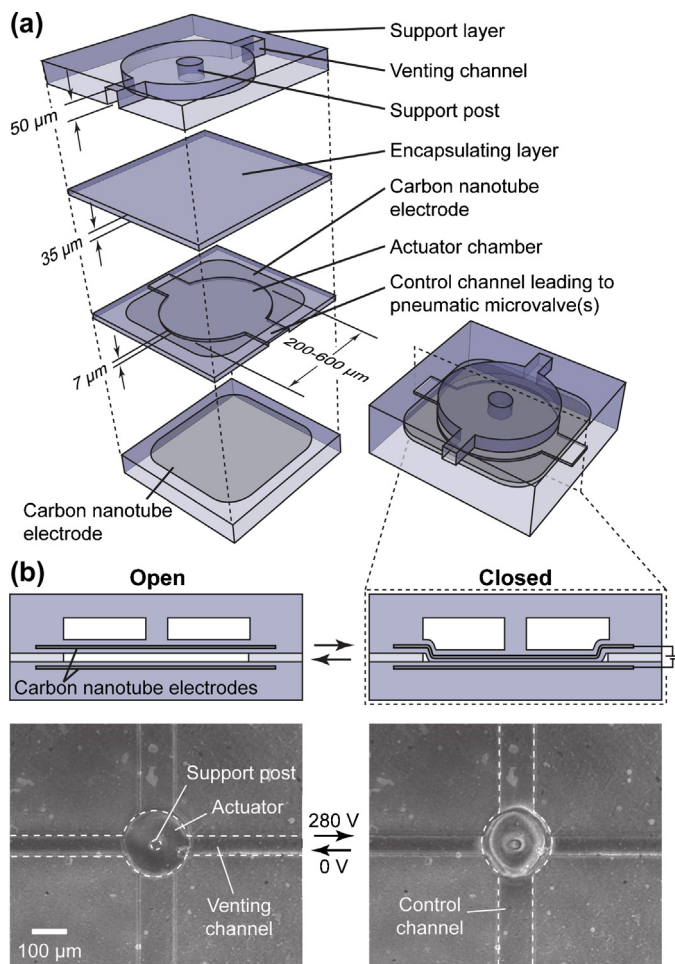 (a)
Support layer
Venting channel
Support post
50 µm
Encapsulating layer
Carbon nanotube
electrode
35 µm
Actuator chamber
Control channel leading to
pneumatic microvalve(s)
200-600 µm
7 µm
Carbon nanotube
electrode
(b)
Open
Closed
Carbon nanotube electrodes
Support post
Actuator
280 V
0 V
Venting
channel
Control
channel
100 µm